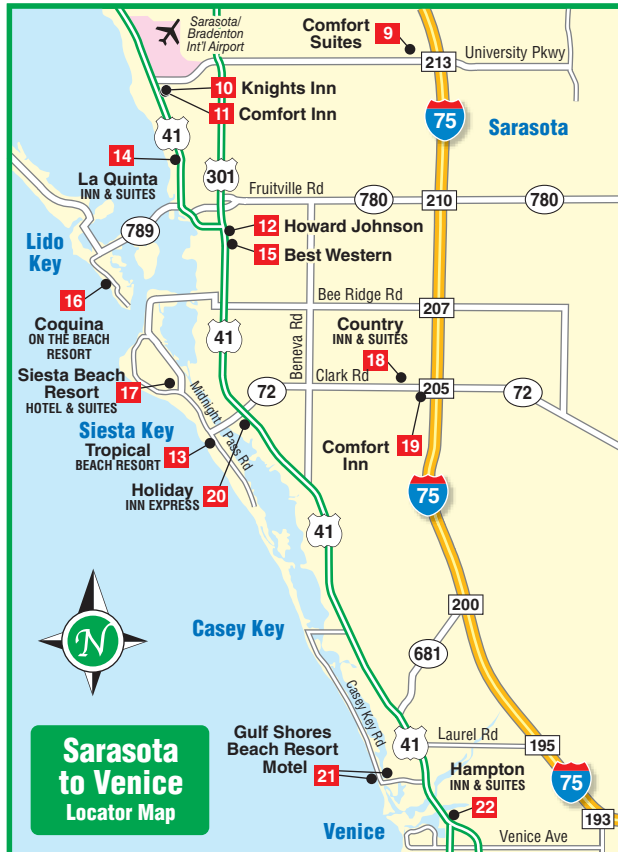 Sarasota/
Bradenton
Int'l Airport
Comfort
Suites
9
University Pkwy
213
10 Knights Inn
11 Comfort Inn
75
Sarasota
41
14
La Quinta
INN & SUITES
301
Fruitville Rd
780
210
780
789
12 Howard Johnson
15 Best Western
Lido
Key
16
Coquina
ON THE BEACH
RESORT
Bee Ridge Rd
207
41
Beneva Rd
Country
INN & SUITES
18
Siesta Beach
Resort
HOTEL & SUITES
17
Midnight
Pass Rd
72
Clark Rd
205
72
Siesta Key
Tropical
BEACH RESORT
13
Comfort
Inn
19
Holiday
INN EXPRESS
20
75
41
N
Casey Key
200
681
Casey Key Rd
Gulf Shores
Beach Resort
Motel
21
41
Laurel Rd
195
Hampton
INN & SUITES
22
75
193
Venice
Venice Ave
Sarasota
to Venice
Locator Map